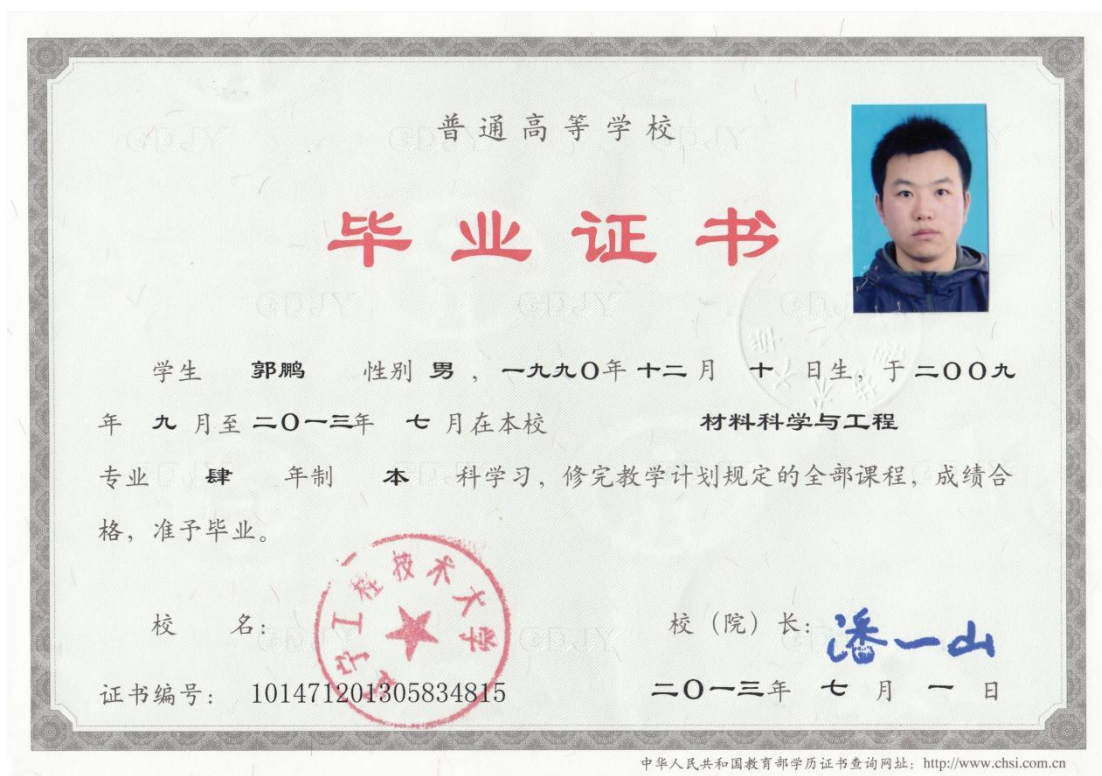 普通高等学校
毕业证书
学生 郭鹏 性别 男 ，一九九〇年 十二 月 十 日生，于 二〇〇九
年 九 月至 二〇一三年 七 月在本校 材料科学与工程
专业 肆 年制 本 科学习，修完教学计划规定的全部课程，成绩合
格，准予毕业。
校 名：
宁工程技术大学
校（院）长：潘一山
证书编号： 101471201305834815
二〇一三年 七 月 一 日
中华人民共和国教育部学历证书查询网址：http://www.chsi.com.cn